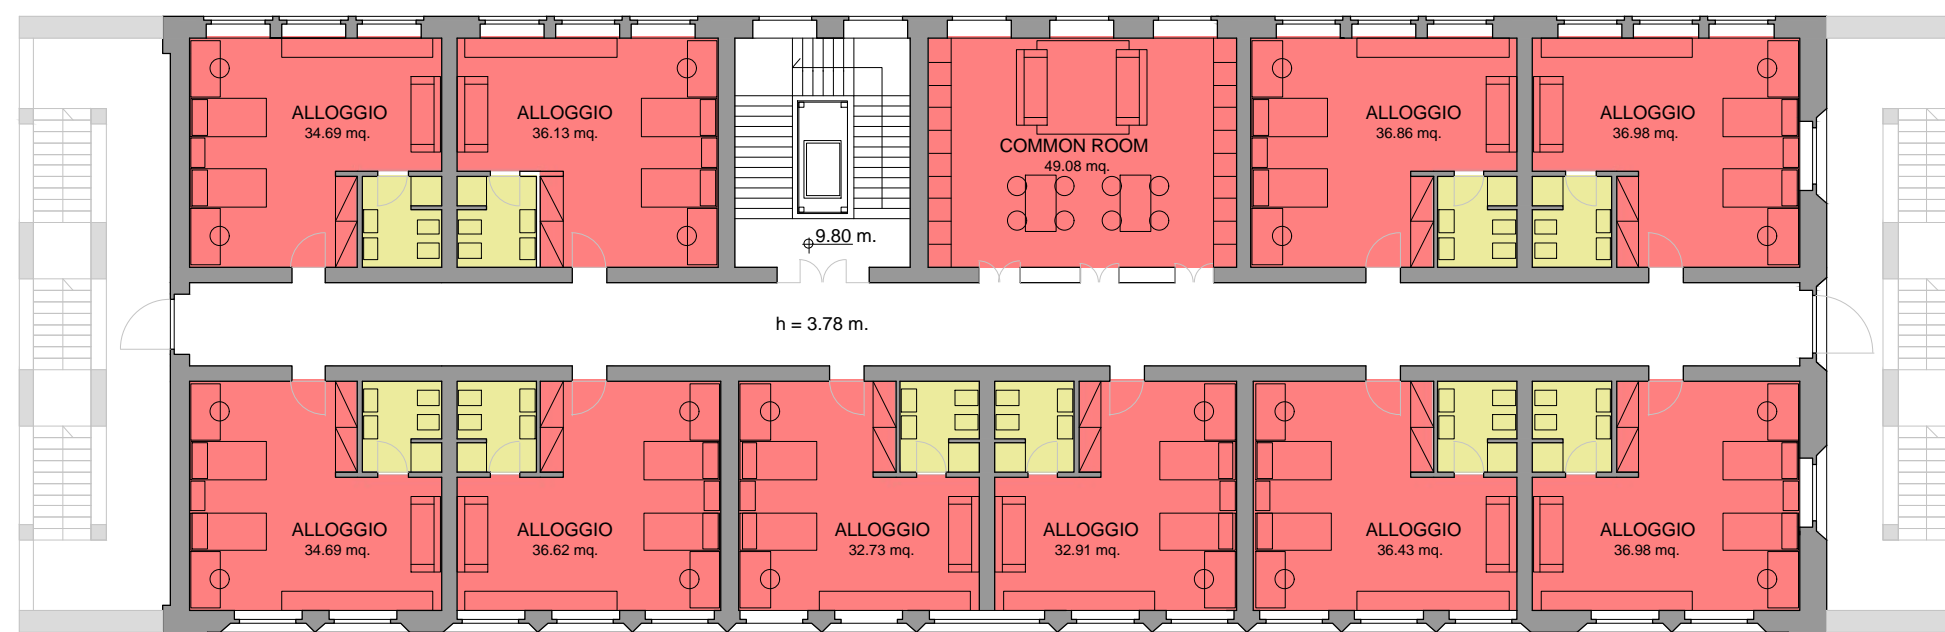 ALLOGGIO
34.69 mq.
ALLOGGIO
36.13 mq.
COMMON ROOM
49.08 mq.
ALLOGGIO
36.86 mq.
ALLOGGIO
36.98 mq.
9.80 m.
h = 3.78 m.
ALLOGGIO
34.69 mq.
ALLOGGIO
36.62 mq.
ALLOGGIO
32.73 mq.
ALLOGGIO
32.91 mq.
ALLOGGIO
36.43 mq.
ALLOGGIO
36.98 mq.